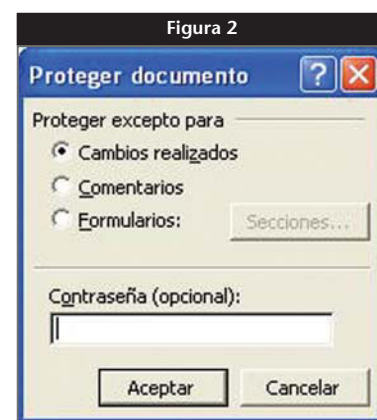 Figura 2
Proteger documento
Proteger excepto para
Cambios realizados
Comentarios
Formularios: Secciones...
Contraseña (opcional):
Aceptar Cancelar